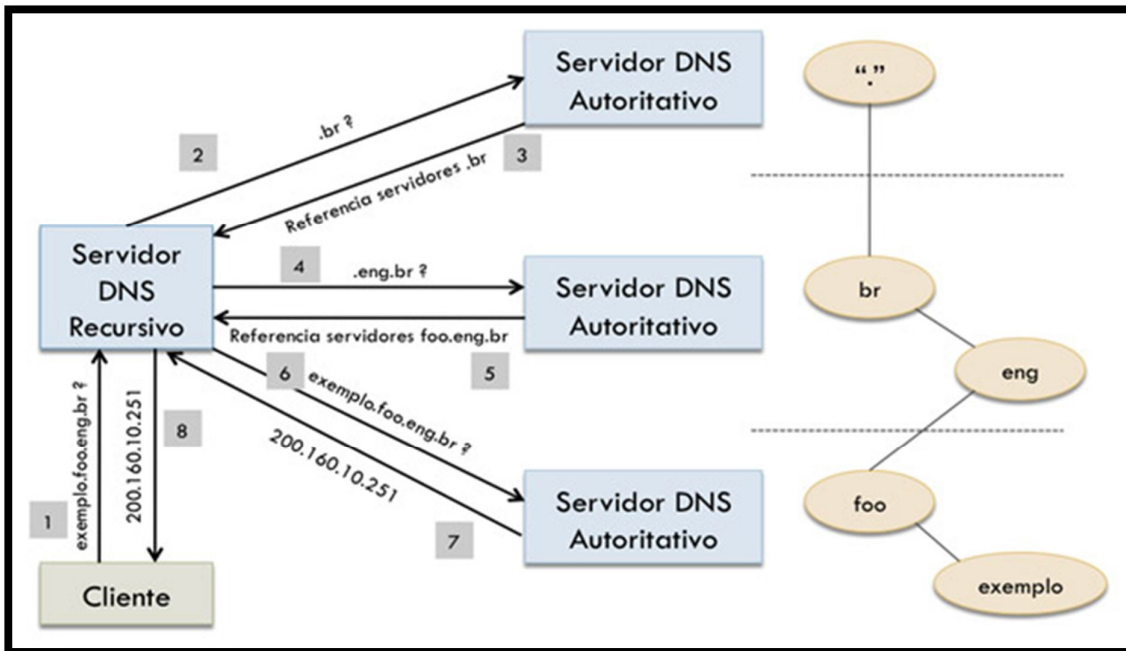 Servidor DNS
Autoritativo
“.”
.br ?
2
3
Referencia servidores .br
Servidor
DNS
Recursivo
4
.eng.br ?
Servidor DNS
Autoritativo
br
Referencia servidores foo.eng.br
5
eng
6
exemplo.foo.eng.br ?
200.160.10.251
7
Servidor DNS
Autoritativo
foo
exemplo
1
exemplo.foo.eng.br ?
200.160.10.251
8
Cliente